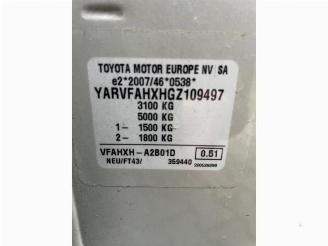 TOYOTA MOTOR EUROPE NV/SA
e2*2007/46*0538*
YARVFAHXHGZ109497
3100 KG
5000 KG
1- 1500 KG
2- 1800 KG
VFAHXH-A2B01D 0.51
NEU/FT43/ 359440